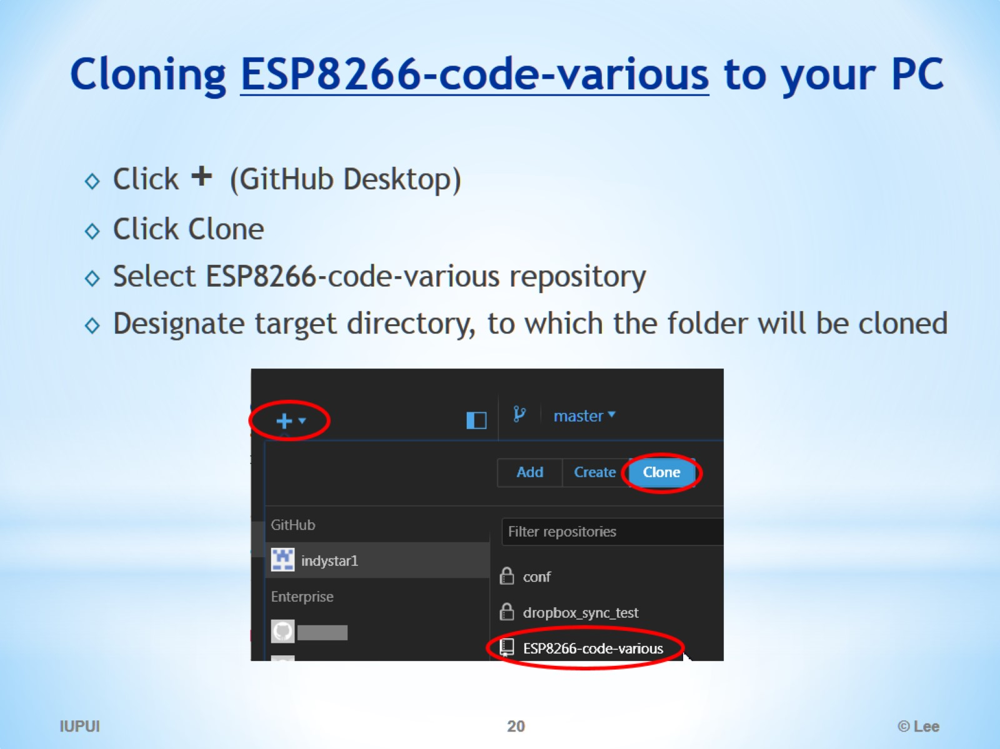 Cloning ESP8266-code-various to your PC
◇ Click + (GitHub Desktop)
◇ Click Clone
◇ Select ESP8266-code-various repository
◇ Designate target directory, to which the folder will be cloned
master
Add Create Clone
GitHub
Filter repositories
indystar1
conf
Enterprise
dropbox_sync_test
ESP8266-code-various
IUPUI 20 © Lee